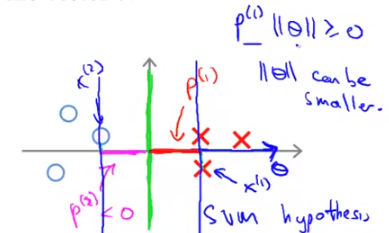 p⁽¹⁾ ||θ|| ≥ 0
||θ|| can be
smaller.
x⁽²⁾
p⁽¹⁾
θ
p⁽²⁾ < 0
x⁽¹⁾
SVM hypothesis